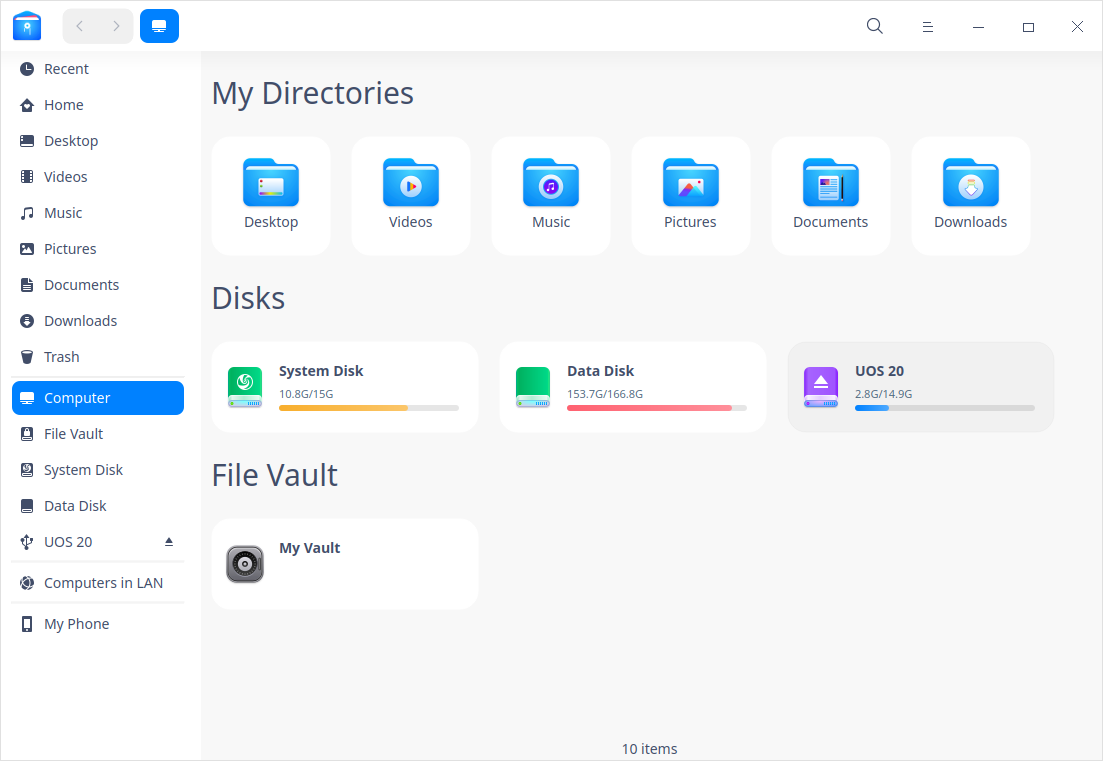 Recent
Home
Desktop
Videos
Music
Pictures
Documents
Downloads
Trash
Computer
File Vault
System Disk
Data Disk
UOS 20
Computers in LAN
My Phone
My Directories
Desktop
Videos
Music
Pictures
Documents
Downloads
Disks
System Disk
10.8G/15G
Data Disk
153.7G/166.8G
UOS 20
2.8G/14.9G
File Vault
My Vault
10 items